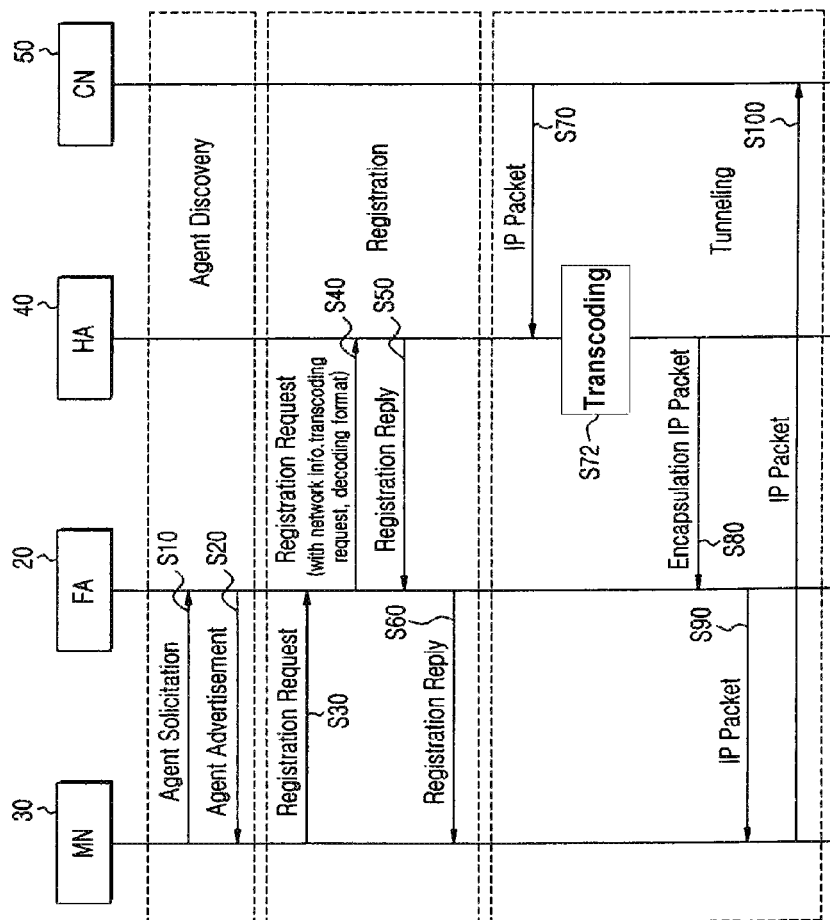 30
20
40
50
MN
FA
HA
CN
Agent Solicitation
S10
Agent Advertisement
S20
Agent Discovery
Registration Request
S30
Registration Request
(with network info.transcoding
request, decoding format)
S40
Registration
Registration Reply
S50
Registration Reply
S60
IP Packet
S70
Transcoding
S72
Encapsulation IP Packet
S80
Tunneling
IP Packet
S90
IP Packet
S100